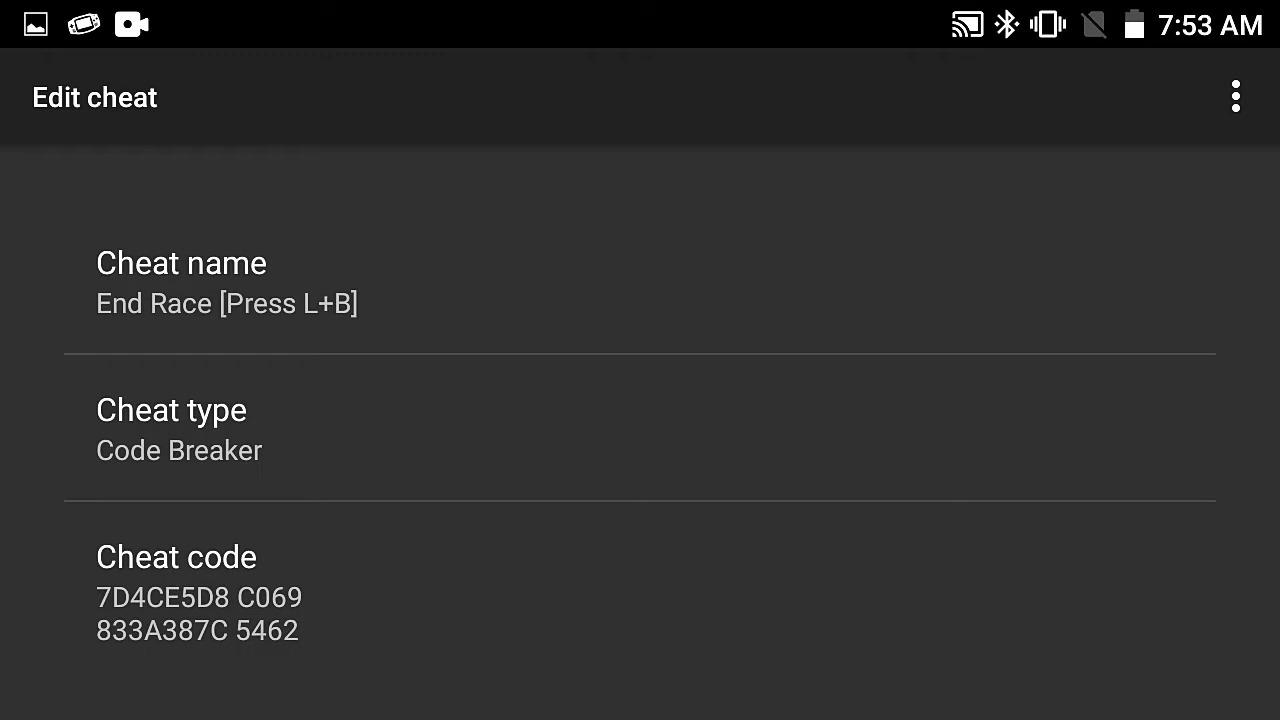 7:53 AM
Edit cheat
Cheat name
End Race [Press L+B]
Cheat type
Code Breaker
Cheat code
7D4CE5D8 C069
833A387C 5462